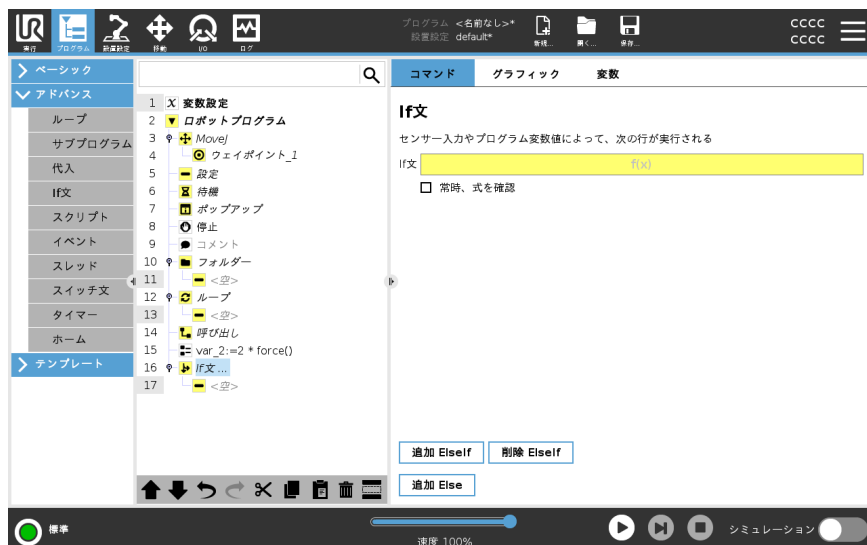 UR
実行
プログラム
設置設定
移動
I/O
ログ
プログラム <名前なし>*
設置設定 default*
新規...
開く...
保存...
CCCC
CCCC
ベーシック
アドバンス
ループ
サブプログラム
代入
If文
スクリプト
イベント
スレッド
スイッチ文
タイマー
ホーム
テンプレート
1 X 変数設定
2 ロボットプログラム
3 MoveJ
4 ウェイポイント_1
5 設定
6 待機
7 ポップアップ
8 停止
9 コメント
10 フォルダー
11 <空>
12 ループ
13 <空>
14 呼び出し
15 var_2:=2 * force()
16 If文 ...
17 <空>
コマンド グラフィック 変数
If文
センサー入力やプログラム変数値によって、次の行が実行される
If文 f(x)
常時、式を確認
追加 ElseIf 削除 ElseIf
追加 Else
標準
速度 100%
シミュレーション